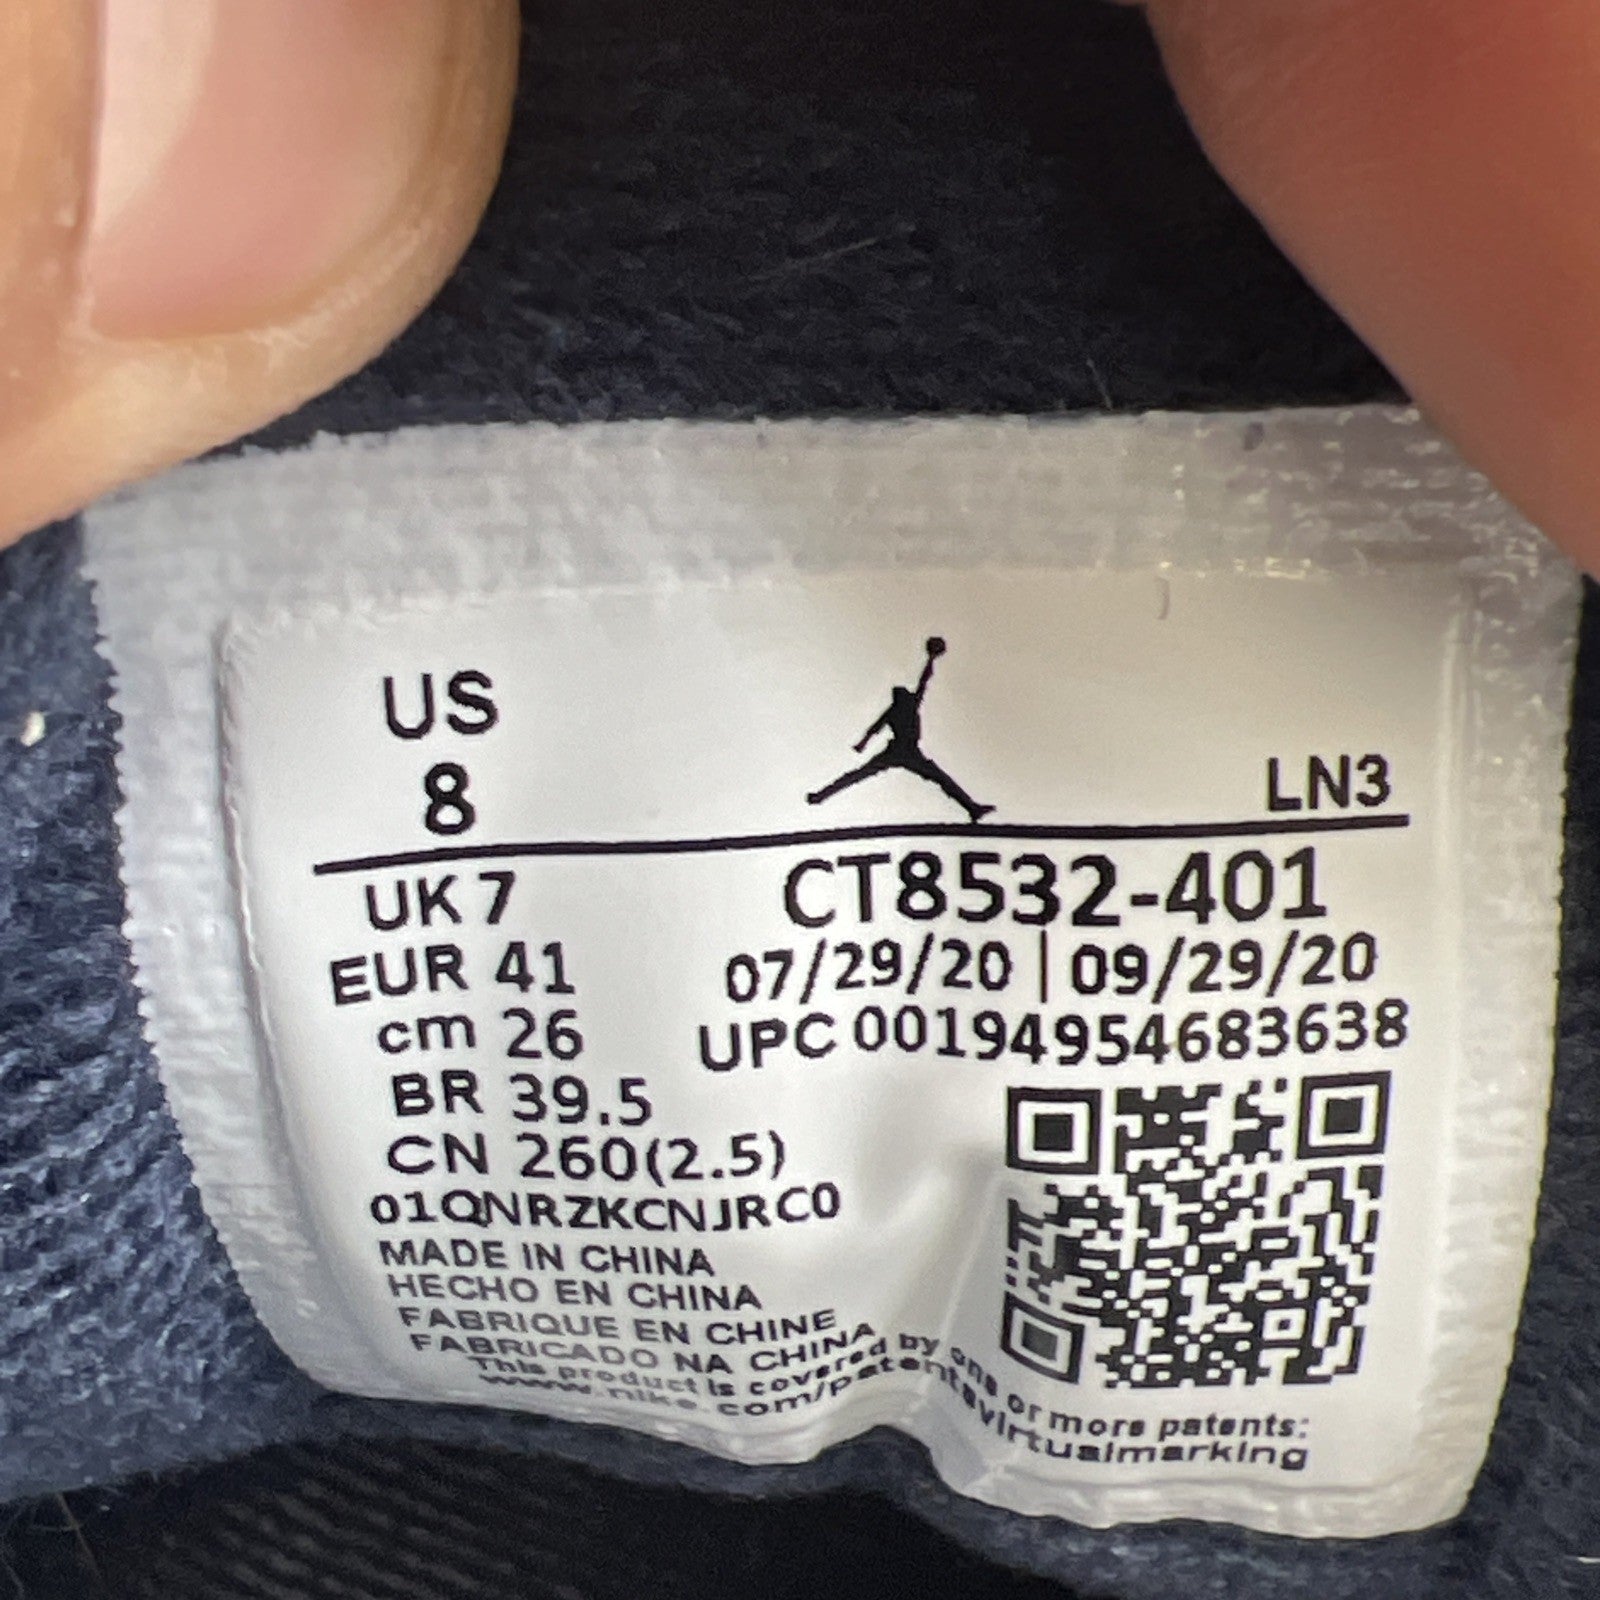 US
8
LN3
UK 7
CT8532-401
EUR 41
07/29/20 | 09/29/20
cm 26
UPC 00194954683638
BR 39.5
CN 260(2.5)
01QNRZKCNJRC0
MADE IN CHINA
HECHO EN CHINA
FABRIQUE EN CHINE
FABRICADO NA CHINA
This product is covered by one or more patents:
www.nike.com/patentsvirtualmarking